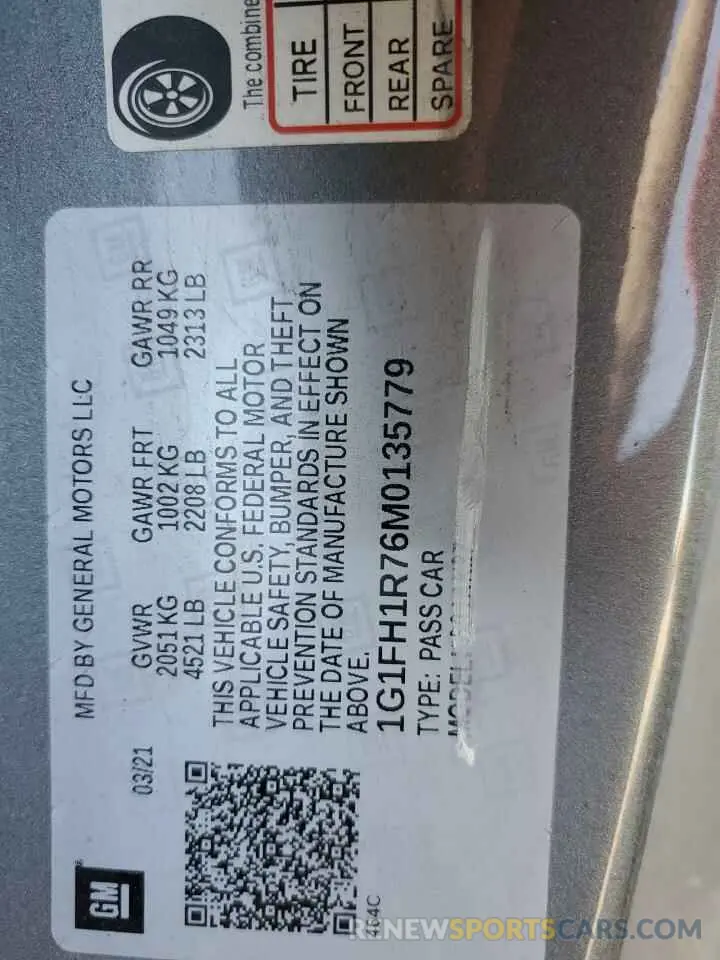 MFD BY GENERAL MOTORS LLC
03/21
GVWR GAWR FRT GAWR RR
2051 KG 1002 KG 1049 KG
4521 LB 2208 LB 2313 LB
THIS VEHICLE CONFORMS TO ALL
APPLICABLE U.S. FEDERAL MOTOR
VEHICLE SAFETY, BUMPER, AND THEFT
PREVENTION STANDARDS IN EFFECT ON
THE DATE OF MANUFACTURE SHOWN
ABOVE.
1G1FH1R76M0135779
TYPE: PASS CAR
MODEL:
GM
The combine
TIRE
FRONT
REAR
SPARE
RENEWSPORTSCARS.COM